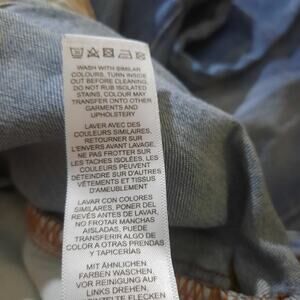 WASH WITH SIMILAR
COLOURS, TURN INSIDE
OUT BEFORE CLEANING,
DO NOT RUB ISOLATED
STAINS, COLOUR MAY
TRANSFER ONTO OTHER
GARMENTS AND
UPHOLSTERY
LAVER AVEC DES
COULEURS SIMILAIRES,
RETOURNER SUR
L'ENVERS AVANT LAVAGE,
NE PAS FROTTER SUR
LES TACHES ISOLÉES, LES
COULEURS PEUVENT
DÉTEINDRE SUR D'AUTRES
VÊTEMENTS ET TISSUS
D'AMEUBLEMENT
LAVAR CON COLORES
SIMILARES, PONER DEL
REVÉS ANTES DE LAVAR,
NO FROTAR MANCHAS
AISLADAS, PUEDE
TRANSFERIR ALGO DE
COLOR A OTRAS PRENDAS
Y TAPICERÍAS
MIT ÄHNLICHEN
FARBEN WASCHEN,
VOR REINIGUNG AUF
LINKS DREHEN,
FLECKEN